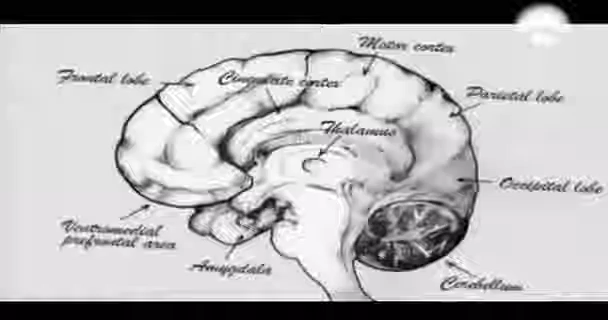 Motor cortex
Frontal lobe
Cingulate cortex
Parietal lobe
Thalamus
Occipital lobe
Ventromedial
prefrontal area
Amygdala
Cerebellum